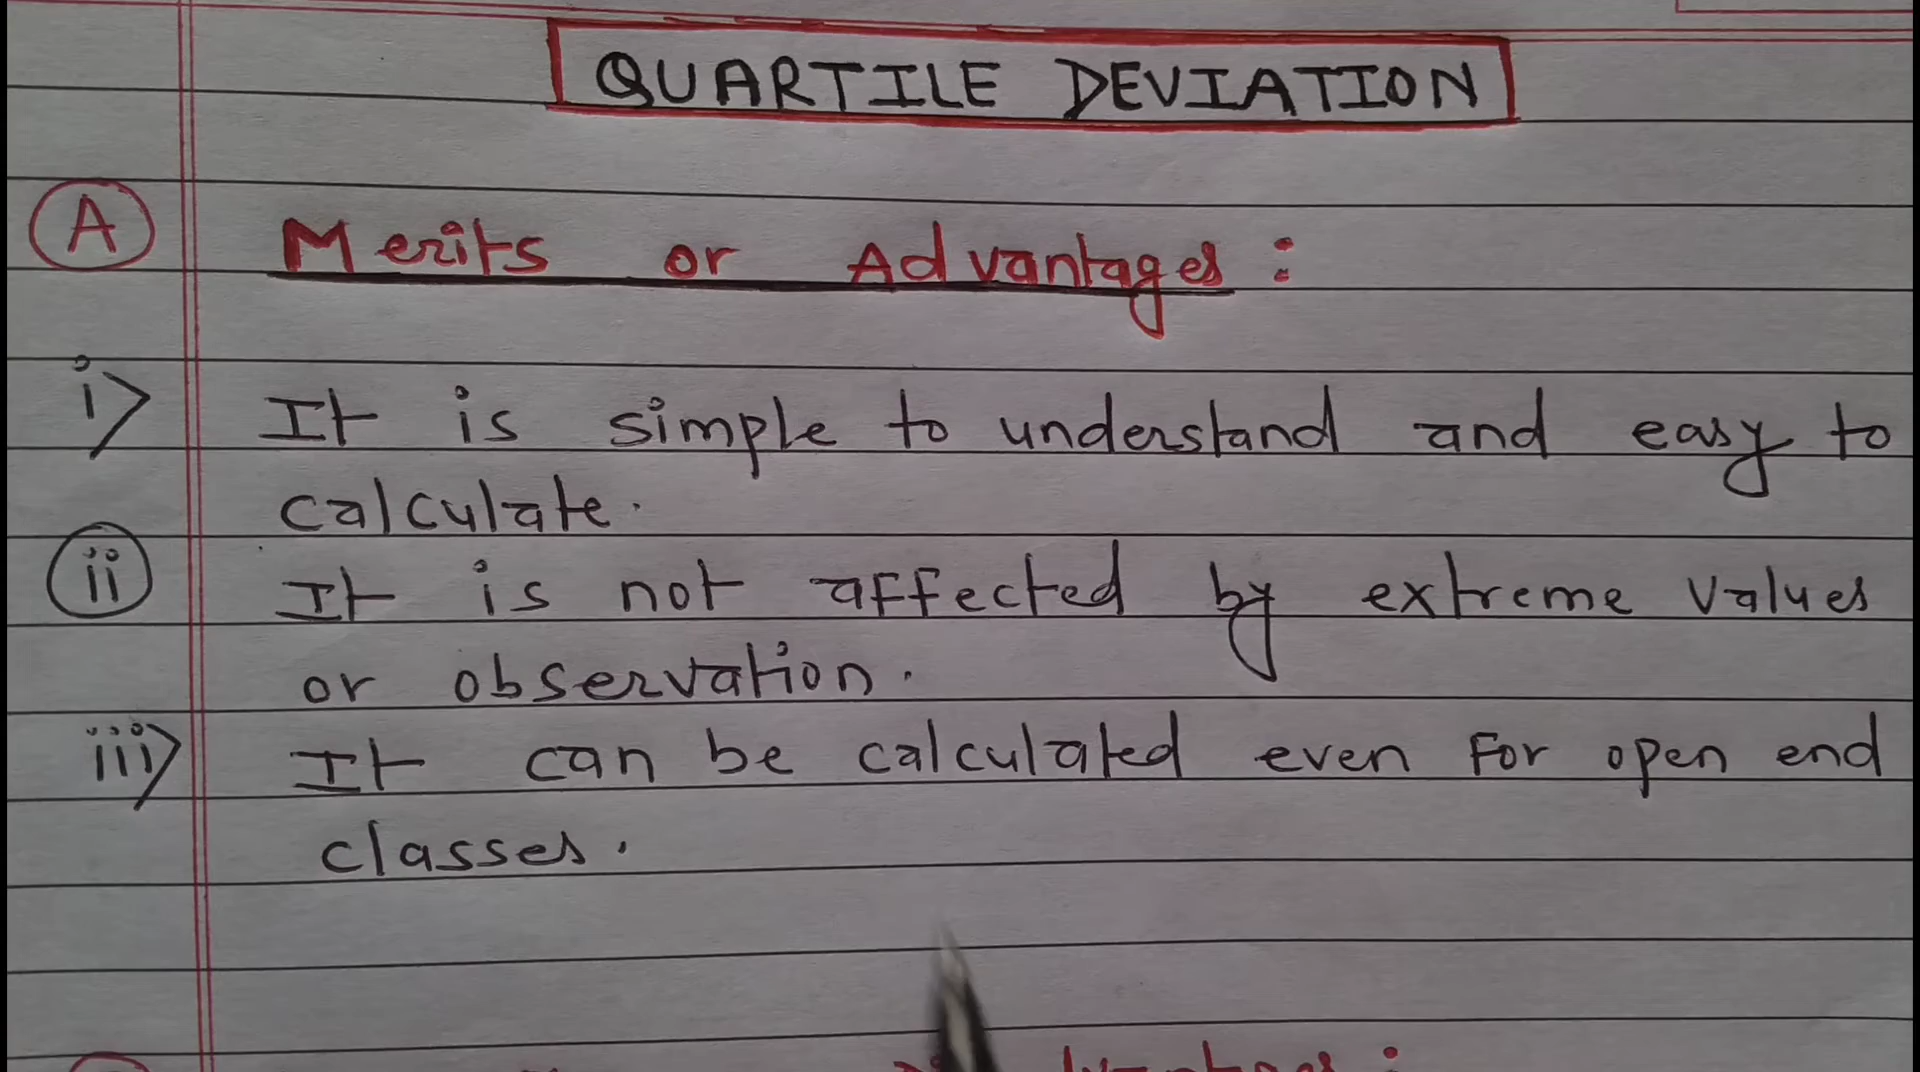 QUARTILE DEVIATION
A Merits or Advantages:
i) It is simple to understand and easy to
calculate.
ii It is not affected by extreme values
or observation.
iii) It can be calculated even for open end
classes.